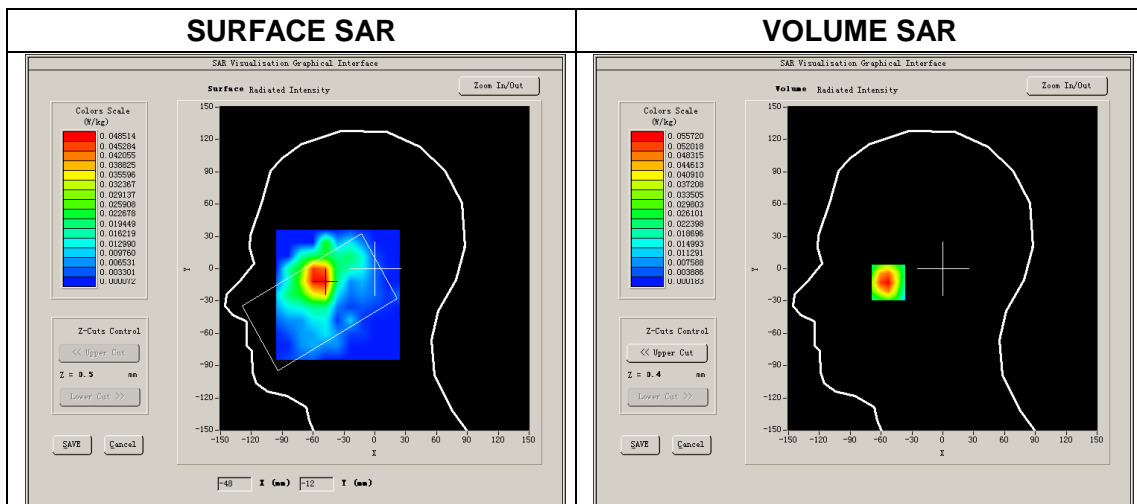 SURFACE SAR
VOLUME SAR
SAR Visualisation Graphical Interface
Surface Radiated Intensity
Zoom In/Out
Colors Scale
(W/kg)
0.048514
0.045284
0.042055
0.038825
0.035596
0.032367
0.029137
0.025908
0.022678
0.019449
0.016219
0.012990
0.009760
0.006531
0.003301
0.000072
150
120
90
60
30
0
-30
-60
-90
-120
-150
Y
-150 -120 -90 -60 -30 0 30 60 90 120 150
X
Z-Cuts Control
<< Upper Cut
Z = 0.5 mm
Lower Cut >>
SAVE
Cancel
-48 X (mm) -12 Y (mm)
SAR Visualisation Graphical Interface
Volume Radiated Intensity
Zoom In/Out
Colors Scale
(W/kg)
0.055720
0.052018
0.048315
0.044613
0.040910
0.037208
0.033505
0.029803
0.026101
0.022398
0.018696
0.014993
0.011291
0.007588
0.003886
0.000183
150
120
90
60
30
0
-30
-60
-90
-120
-150
Y
-150 -120 -90 -60 -30 0 30 60 90 120 150
X
Z-Cuts Control
<< Upper Cut
Z = 0.4 mm
Lower Cut >>
SAVE
Cancel